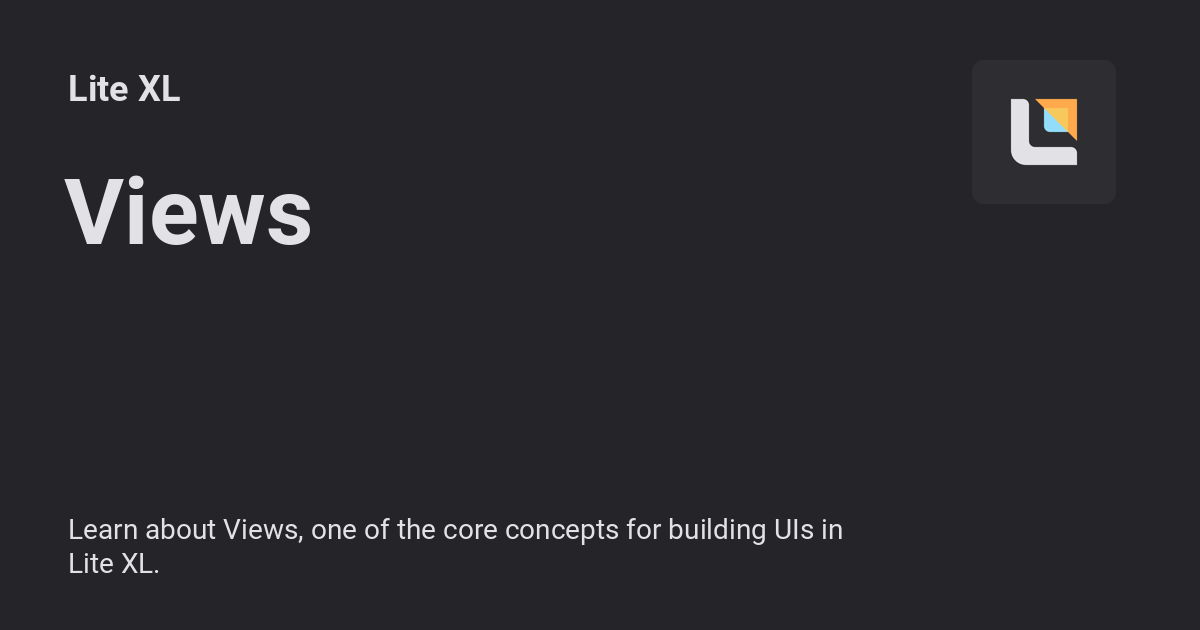 Lite XL
Views
Learn about Views, one of the core concepts for building UIs in
Lite XL.